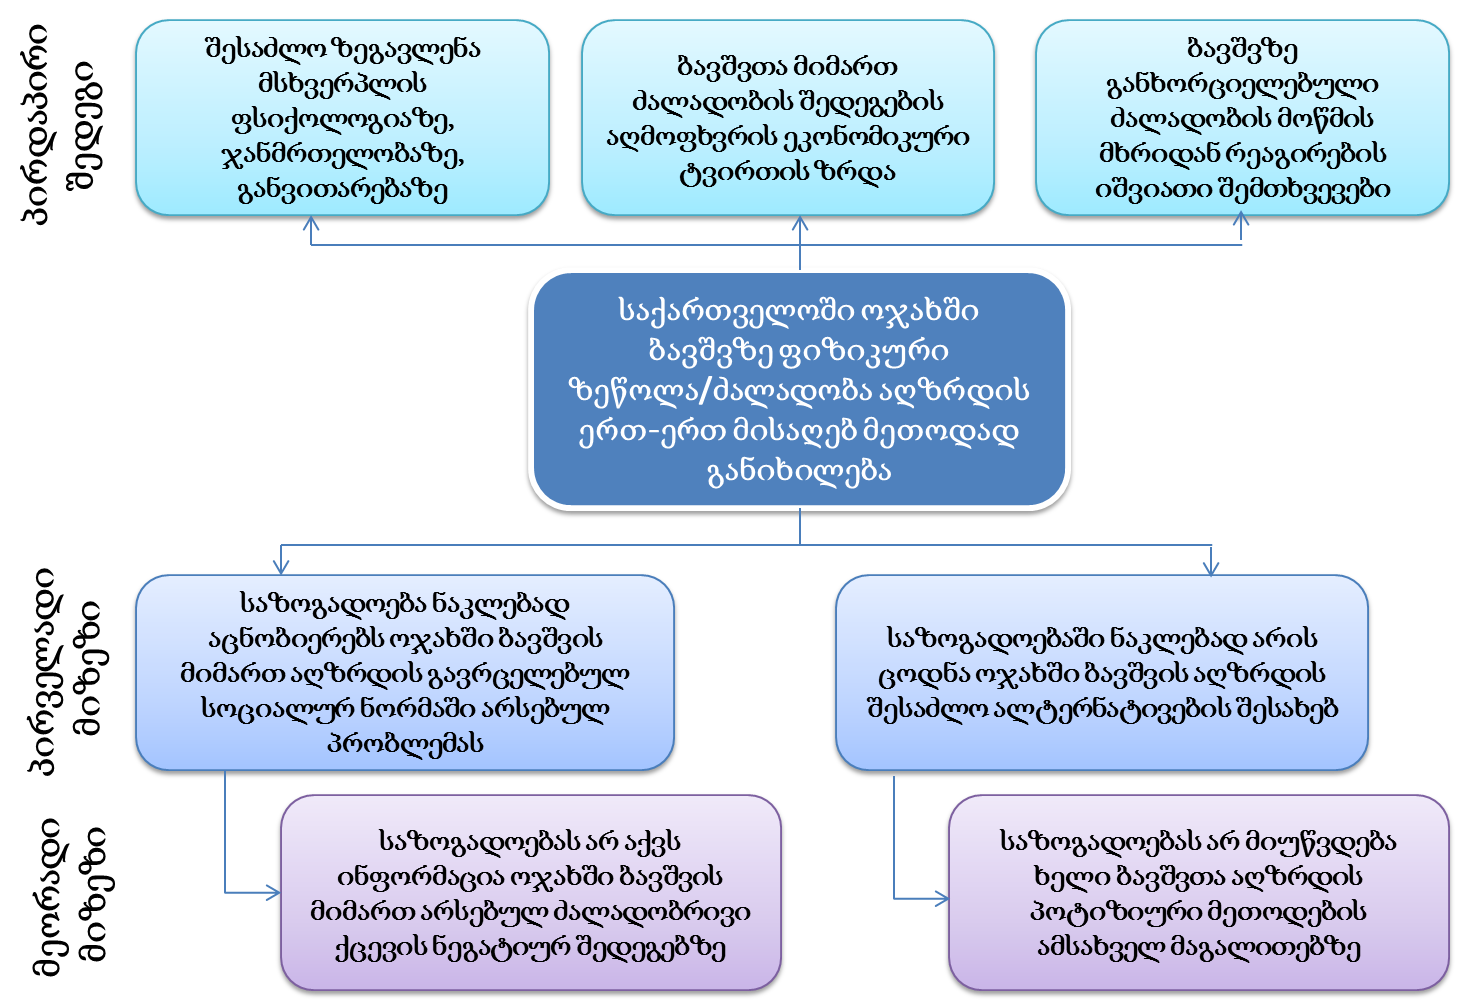 პირდაპირი
შედეგი
შესაძლო ზეგავლენა
მსხვერპლის
ფსიქოლოგიაზე,
ჯანმრთელობაზე,
განვითარებაზე
ბავშვთა მიმართ
ძალადობის შედეგების
აღმოფხვრის ეკონომიკური
ტვირთის ზრდა
ბავშვზე
განხორციელებული
ძალადობის მოწმის
მხრიდან რეაგირების
იშვიათი შემთხვევები
საქართველოში ოჯახში
ბავშვზე ფიზიკური
ზეწოლა/ძალადობა აღზრდის
ერთ-ერთ მისაღებ მეთოდად
განიხილება
პირველადი
მიზეზი
საზოგადოება ნაკლებად
აცნობიერებს ოჯახში ბავშვის
მიმართ აღზრდის გავრცელებულ
სოციალურ ნორმაში არსებულ
პრობლემას
საზოგადოებაში ნაკლებად არის
ცოდნა ოჯახში ბავშვის აღზრდის
შესაძლო ალტერნატივების შესახებ
მეორადი
მიზეზი
საზოგადოებას არ აქვს
ინფორმაცია ოჯახში ბავშვის
მიმართ არსებულ ძალადობრივი
ქცევის ნეგატიურ შედეგებზე
საზოგადოებას არ მიუწვდება
ხელი ბავშვთა აღზრდის
პოტიზიური მეთოდების
ამსახველ მაგალითებზე